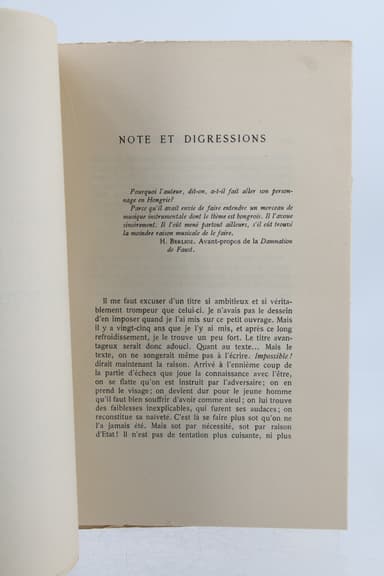 NOTE ET DIGRESSIONS
Pourquoi l'auteur, dit-on, a-t-il fait aller son person-
nage en Hongrie?
Parce qu'il avait envie de faire entendre un morceau de
musique instrumentale dont le thème est hongrois. Il l'avoue
sincèrement. Il l'eût mené partout ailleurs, s'il eût trouvé
la moindre raison musicale de le faire.
H. BERLIOZ. Avant-propos de la Damnation
de Faust.
Il me faut excuser d'un titre si ambitieux et si vérita-
blement trompeur que celui-ci. Je n'avais pas le dessein
d'en imposer quand je l'ai mis sur ce petit ouvrage. Mais
il y a vingt-cinq ans que je l'y ai mis, et après ce long
refroidissement, je le trouve un peu fort. Le titre avan-
tageux serait donc adouci. Quant au texte... Mais le
texte, on ne songerait même pas à l'écrire. Impossible!
dirait maintenant la raison. Arrivé à l'ennième coup de
la partie d'échecs que joue la connaissance avec l'être,
on se flatte qu'on est instruit par l'adversaire; on en
prend le visage; on devient dur pour le jeune homme
qu'il faut bien souffrir d'avoir comme aïeul; on lui trouve
des faiblesses inexplicables, qui furent ses audaces; on
reconstitue sa naïveté. C'est là se faire plus sot qu'on ne
l'a jamais été. Mais sot par nécessité, sot par raison
d'Etat! Il n'est pas de tentation plus cuisante, ni plus